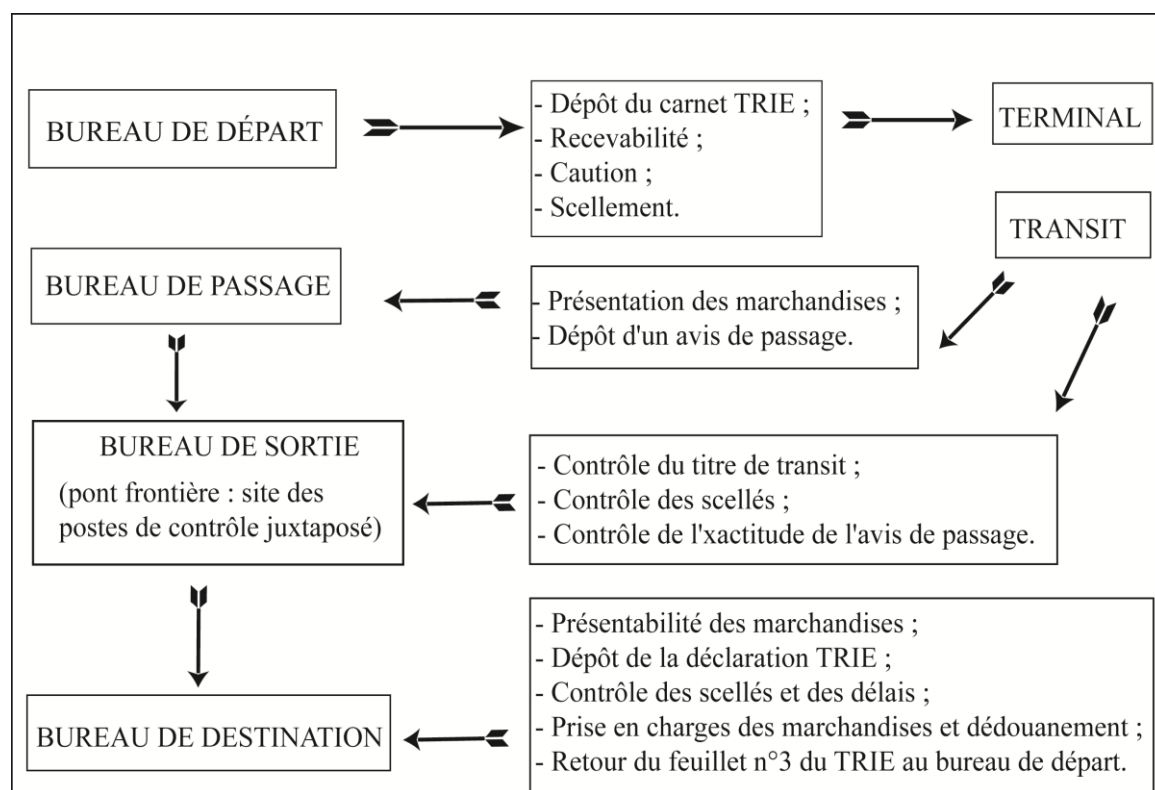 BUREAU DE DÉPART
- Dépôt du carnet TRIE ;
- Recevabilité ;
- Caution ;
- Scellement.
TERMINAL
TRANSIT
BUREAU DE PASSAGE
- Présentation des marchandises ;
- Dépôt d'un avis de passage.
BUREAU DE SORTIE
(pont frontière : site des
postes de contrôle juxtaposé)
- Contrôle du titre de transit ;
- Contrôle des scellés ;
- Contrôle de l'xactitude de l'avis de passage.
BUREAU DE DESTINATION
- Présentabilité des marchandises ;
- Dépôt de la déclaration TRIE ;
- Contrôle des scellés et des délais ;
- Prise en charges des marchandises et dédouanement ;
- Retour du feuillet n°3 du TRIE au bureau de départ.